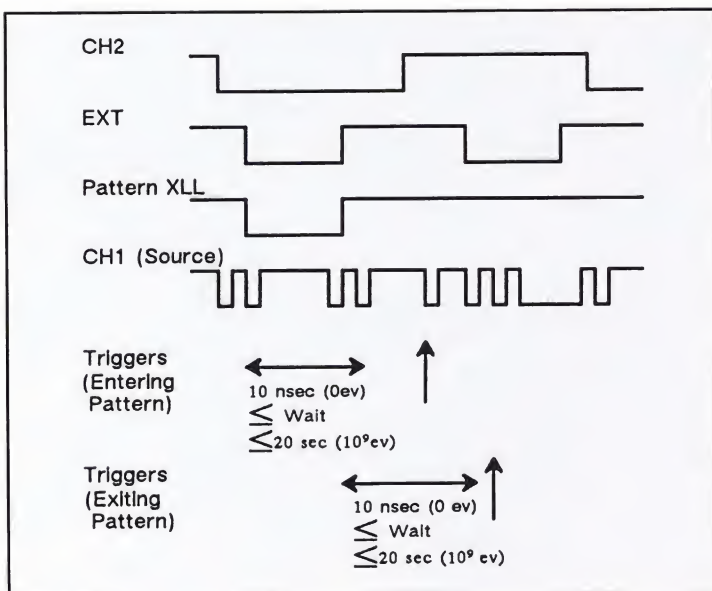 CH2
EXT
Pattern XLL
CH1 (Source)
Triggers
(Entering
Pattern)
10 nsec (0ev)
≤ Wait
≤20 sec (10⁹ev)
Triggers
(Exiting
Pattern)
10 nsec (0 ev)
≤ Wait
≤20 sec (10⁹ ev)